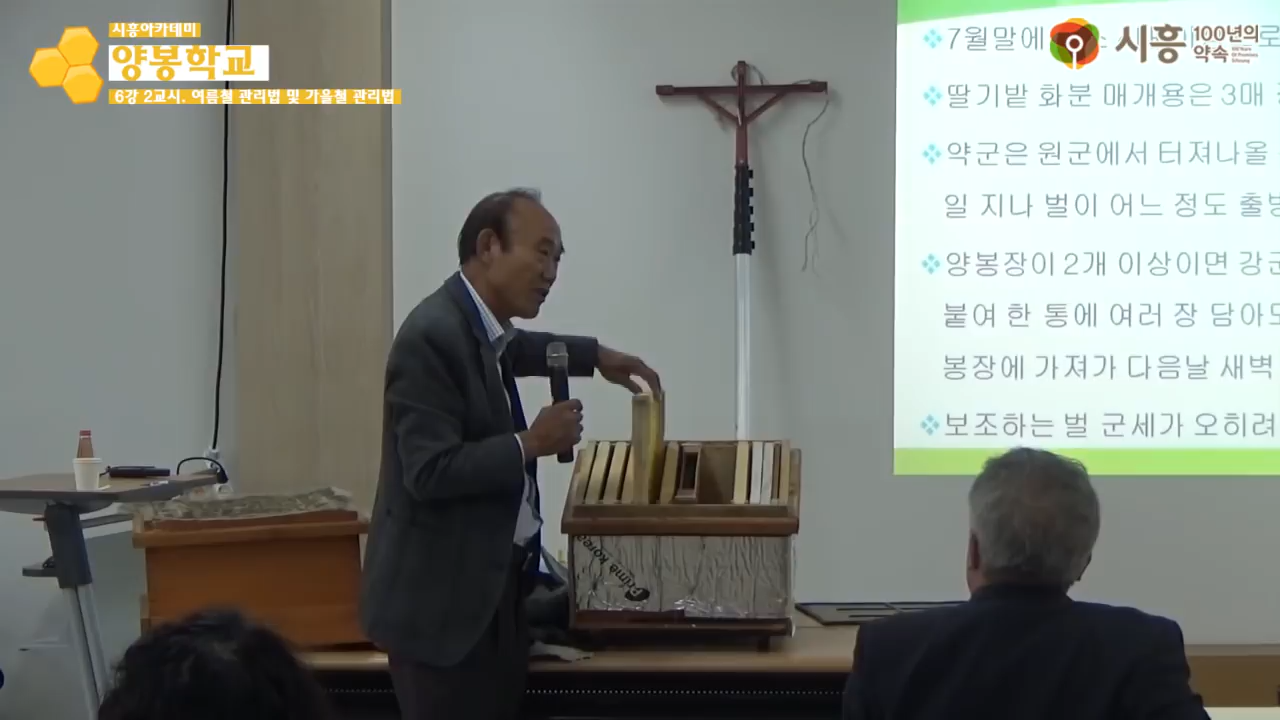 시흥아카데미
양봉학교
6강 2교시. 여름철 관리법 및 가을철 관리법
시흥 100년의 약속
7월말에
딸기밭 화분 매개용은 3매
약군은 원군에서 터져나올
일 지나 벌이 어느 정도 출방
양봉장이 2개 이상이면 강군
붙여 한 통에 여러 장 담아도
봉장에 가져가 다음날 새벽
보조하는 벌 군세가 오히려
Prima korea